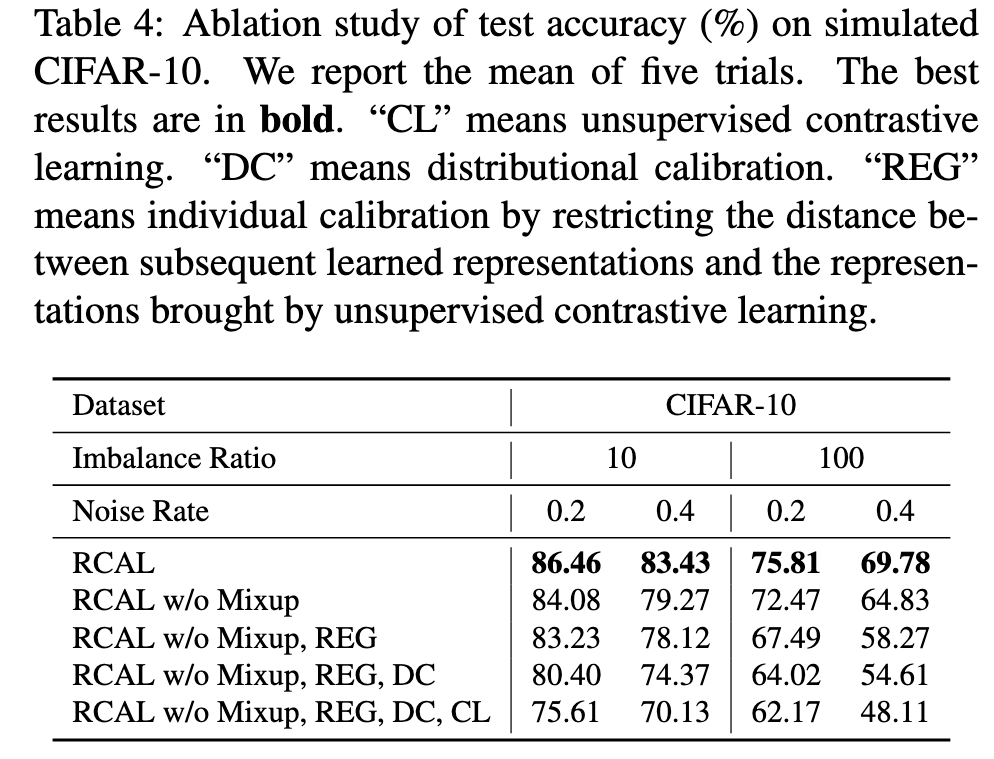 Table 4: Ablation study of test accuracy (%) on simulated
CIFAR-10. We report the mean of five trials. The best
results are in bold. “CL” means unsupervised contrastive
learning. “DC” means distributional calibration. “REG”
means individual calibration by restricting the distance be-
tween subsequent learned representations and the represen-
tations brought by unsupervised contrastive learning.
Dataset CIFAR-10
Imbalance Ratio 10 100
Noise Rate 0.2 0.4 0.2 0.4
RCAL 86.46 83.43 75.81 69.78
RCAL w/o Mixup 84.08 79.27 72.47 64.83
RCAL w/o Mixup, REG 83.23 78.12 67.49 58.27
RCAL w/o Mixup, REG, DC 80.40 74.37 64.02 54.61
RCAL w/o Mixup, REG, DC, CL 75.61 70.13 62.17 48.11